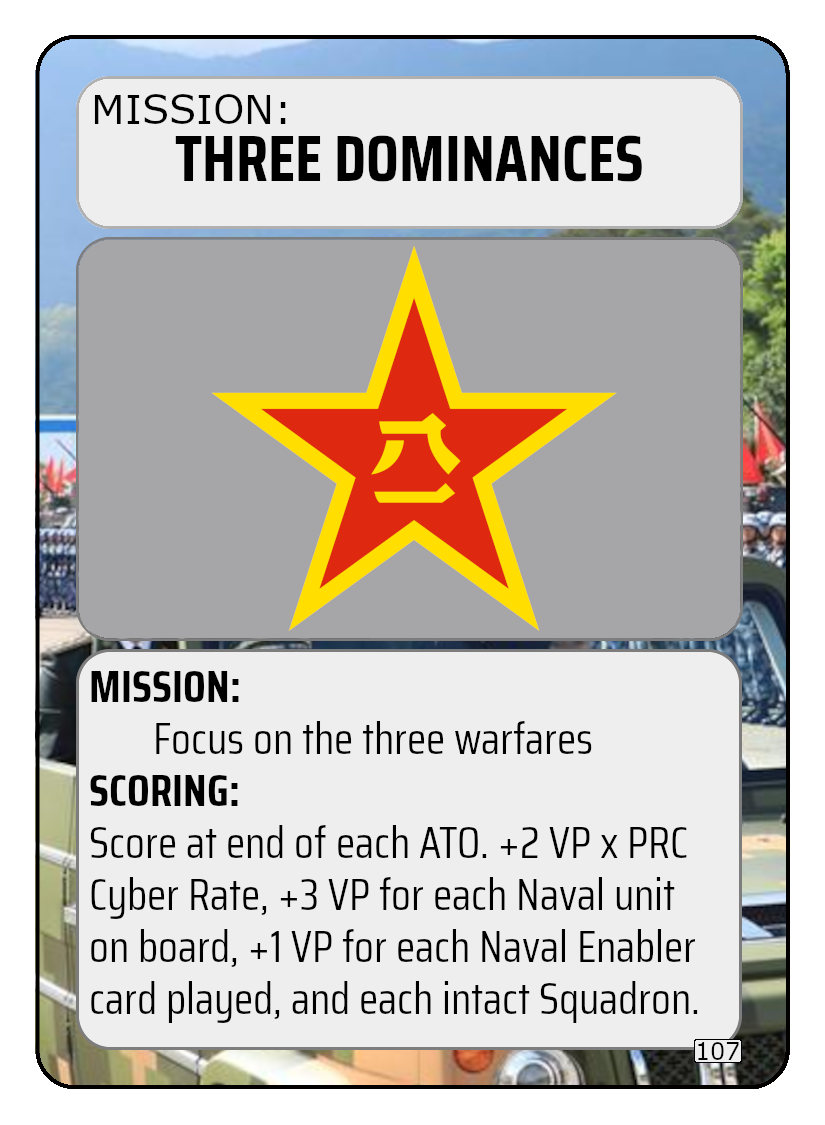 MISSION:
THREE DOMINANCES
八一
MISSION:
Focus on the three warfares
SCORING:
Score at end of each ATO. +2 VP x PRC
Cyber Rate, +3 VP for each Naval unit
on board, +1 VP for each Naval Enabler
card played, and each intact Squadron.
107